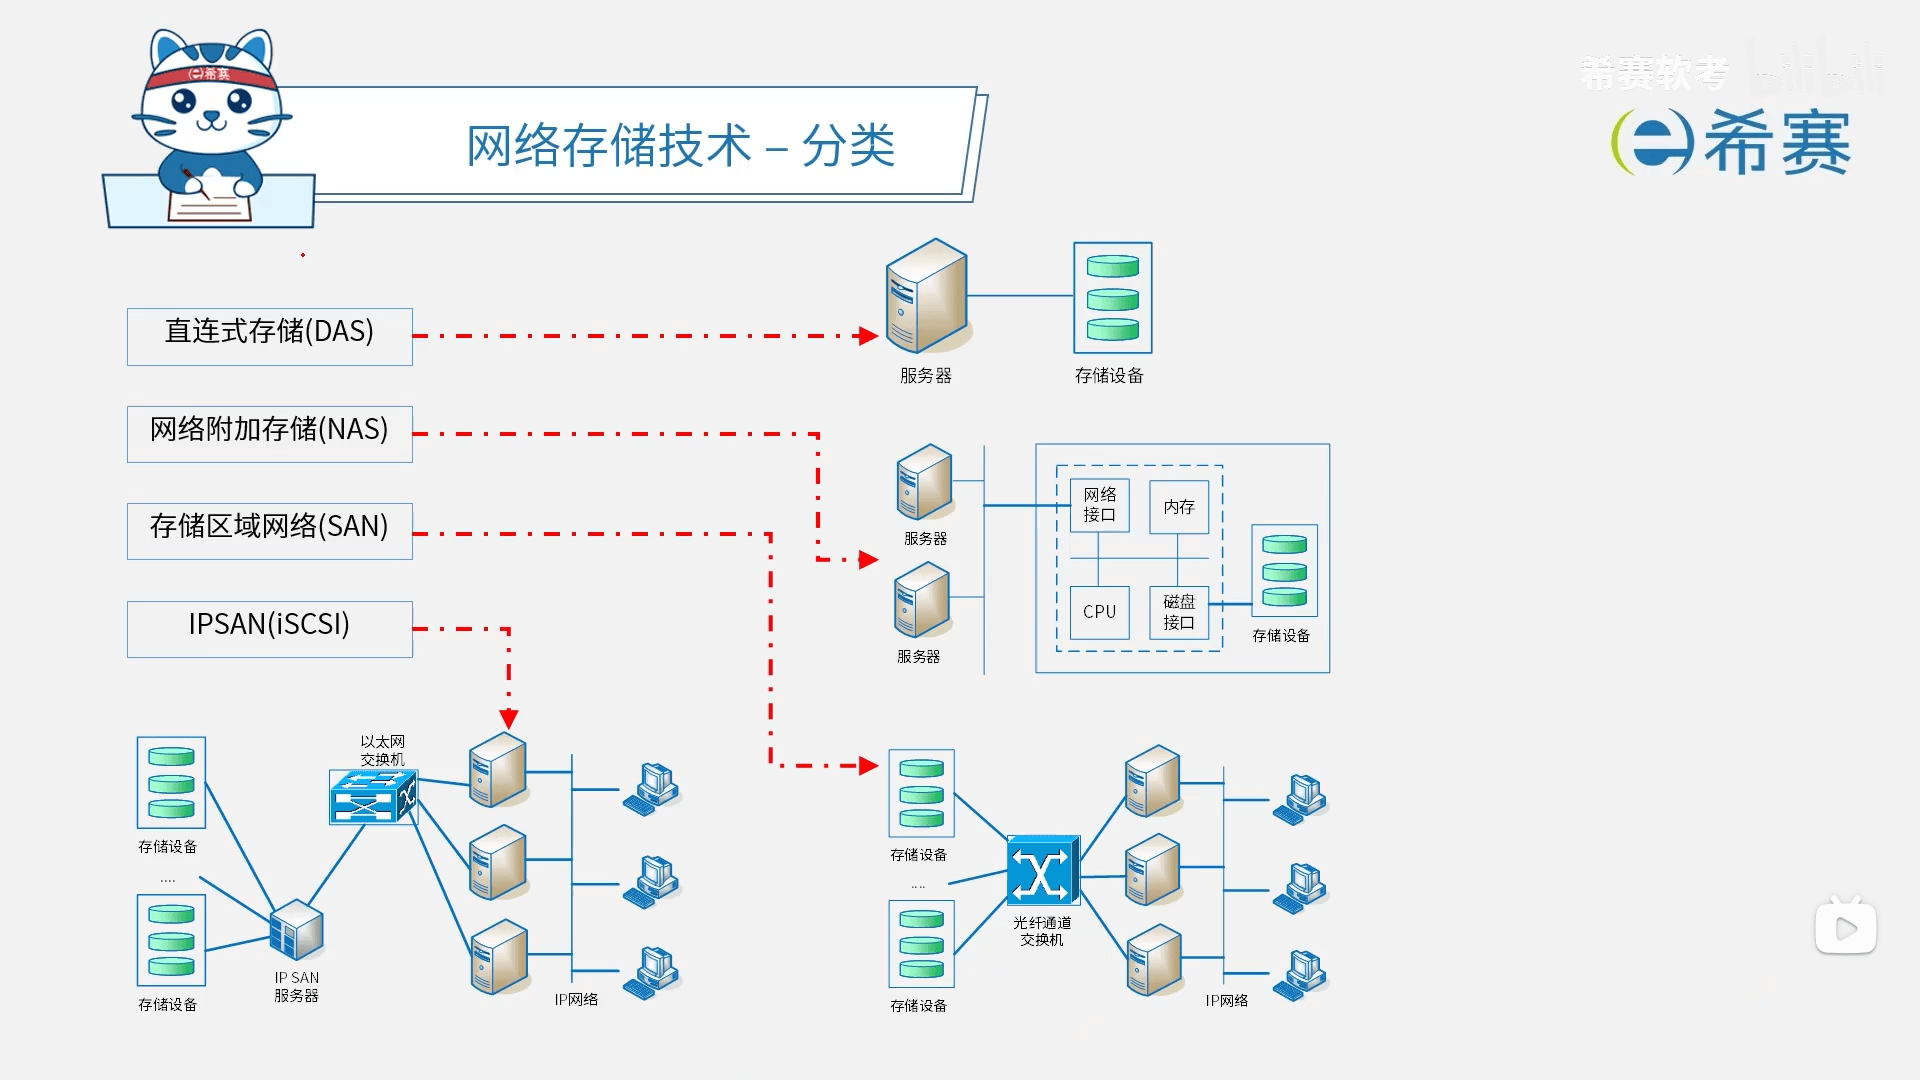 希赛
希赛软考 bilibili
希赛
网络存储技术 – 分类
直连式存储(DAS)
网络附加存储(NAS)
存储区域网络(SAN)
IPSAN(iSCSI)
服务器
存储设备
服务器
服务器
网络
接口
内存
CPU
磁盘
接口
存储设备
存储设备
....
存储设备
IP SAN
服务器
以太网
交换机
IP网络
存储设备
....
存储设备
光纤通道
交换机
IP网络